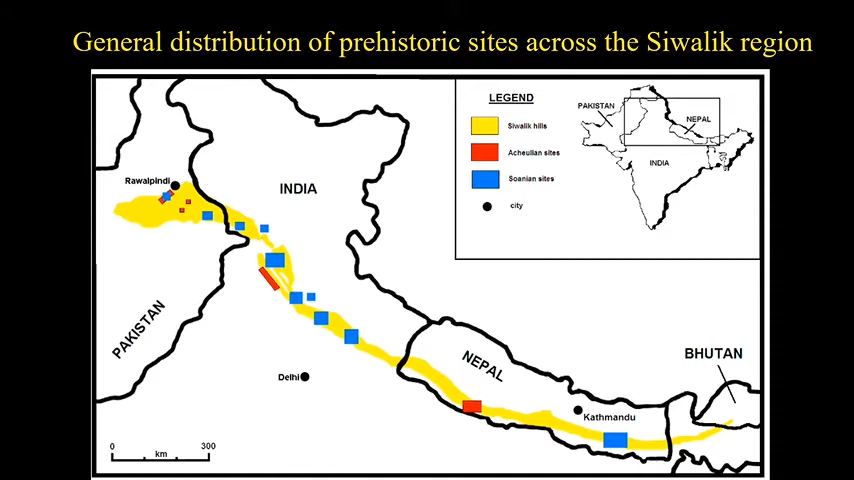 General distribution of prehistoric sites across the Siwalik region
LEGEND
Siwalik hills
Acheulian sites
Soanian sites
city
PAKISTAN
NEPAL
INDIA
Rawalpindi
INDIA
PAKISTAN
Delhi
NEPAL
BHUTAN
Kathmandu
0 300
km